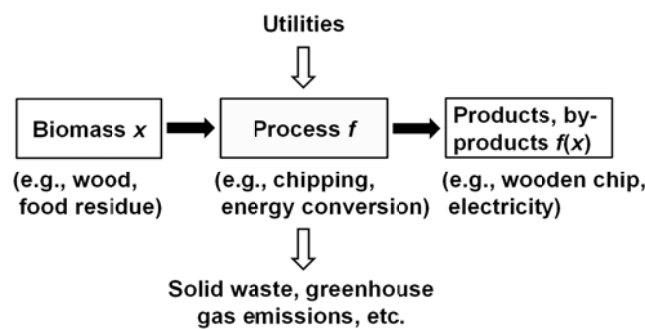 Utilities
Biomass x
Process f
Products, by-
products f(x)
(e.g., wood,
food residue)
(e.g., chipping,
energy conversion)
(e.g., wooden chip,
electricity)
Solid waste, greenhouse
gas emissions, etc.